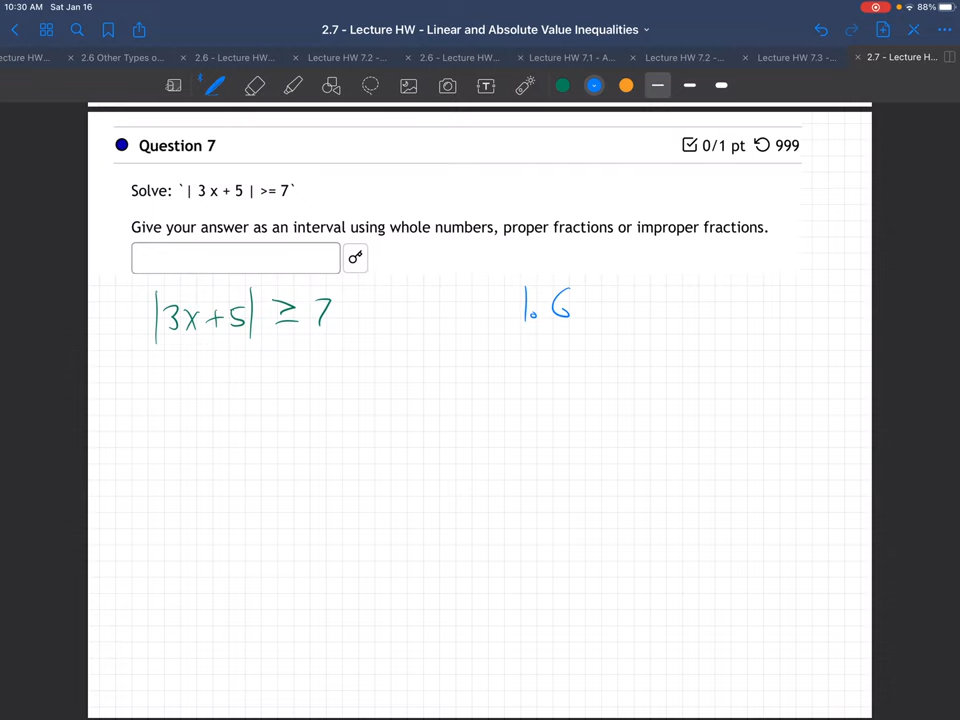 10:30 AM Sat Jan 16
88%
2.7 - Lecture HW - Linear and Absolute Value Inequalities
ecture HW...
2.6 Other Types o...
2.6 - Lecture HW...
Lecture HW 7.2 -...
2.6 - Lecture HW...
Lecture HW 7.1 - A...
Lecture HW 7.2 -...
Lecture HW 7.3 -...
2.7 - Lecture H...
Question 7
0/1 pt 999
Solve: `| 3 x + 5 | >= 7`
Give your answer as an interval using whole numbers, proper fractions or improper fractions.
|3x+5| ≥ 7
1. G